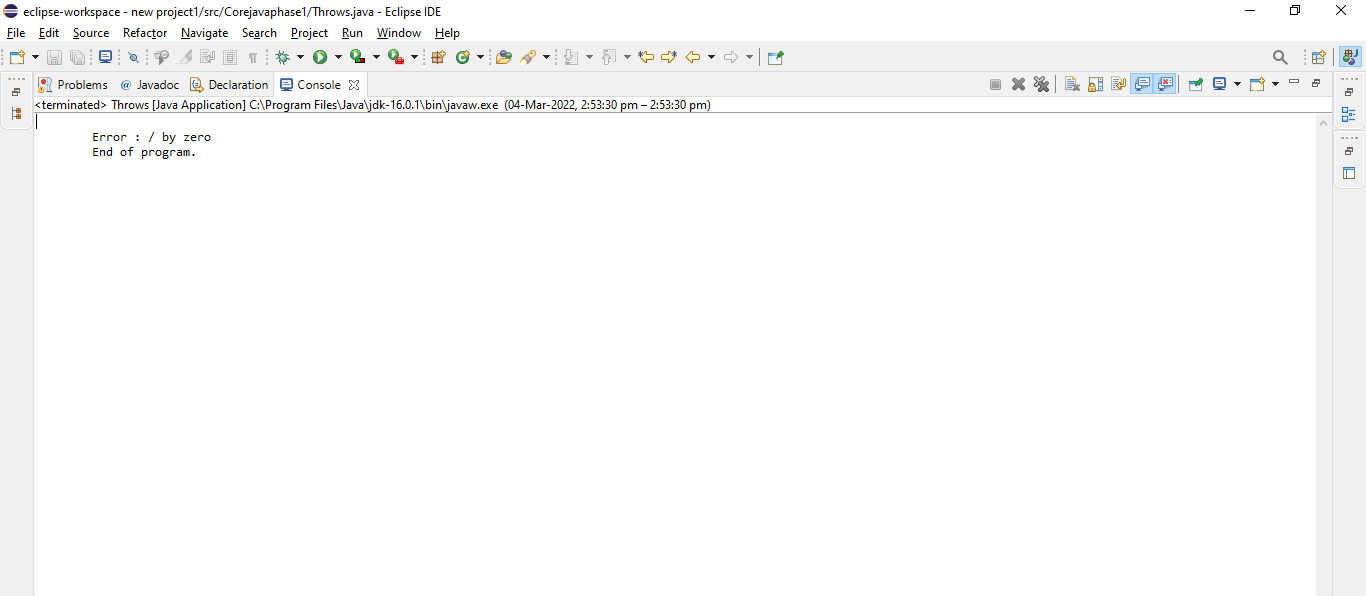 eclipse-workspace - new project1/src/Corejavaphase1/Throws.java - Eclipse IDE
File Edit Source Refactor Navigate Search Project Run Window Help
Problems @ Javadoc Declaration Console
<terminated> Throws [Java Application] C:\Program Files\Java\jdk-16.0.1\bin\javaw.exe (04-Mar-2022, 2:53:30 pm – 2:53:30 pm)
Error : / by zero
End of program.